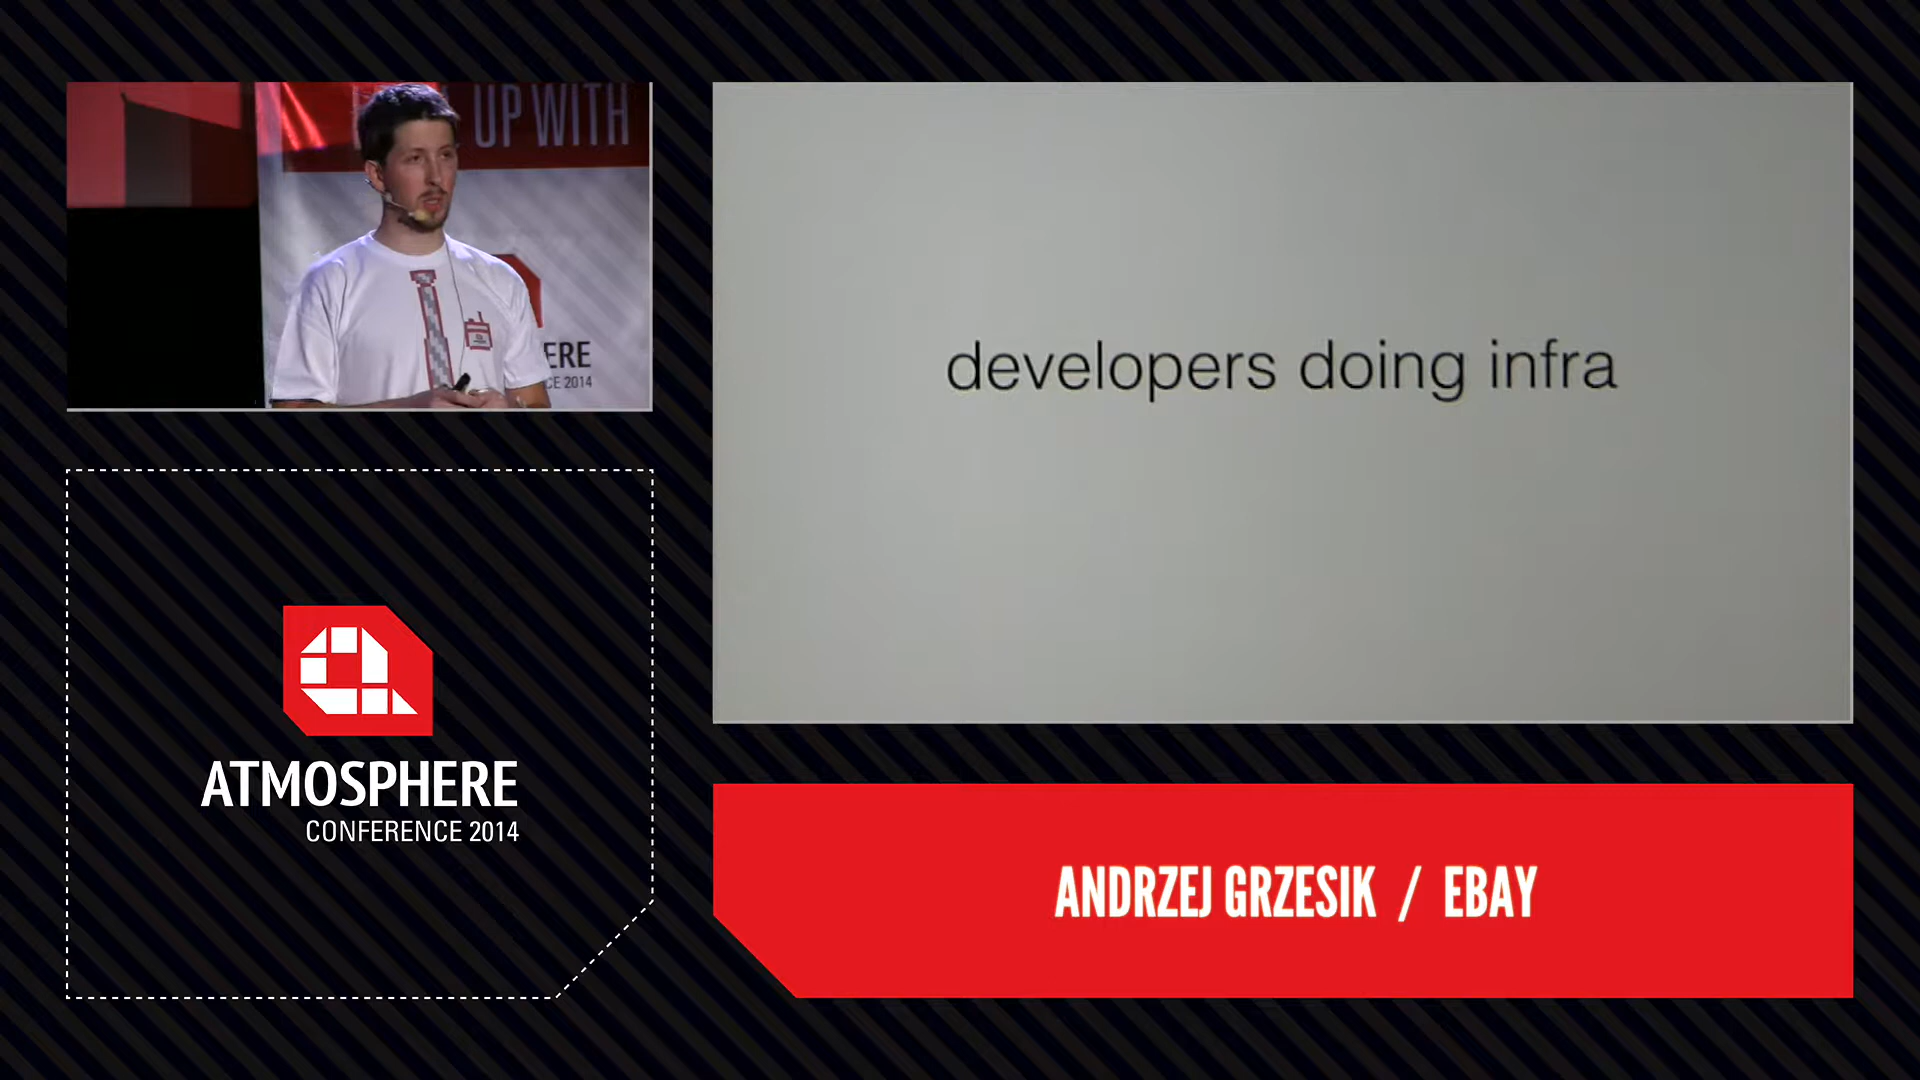 UP WITH
ERE
CE 2014
developers doing infra
ATMOSPHERE
CONFERENCE 2014
ANDRZEJ GRZESIK / EBAY